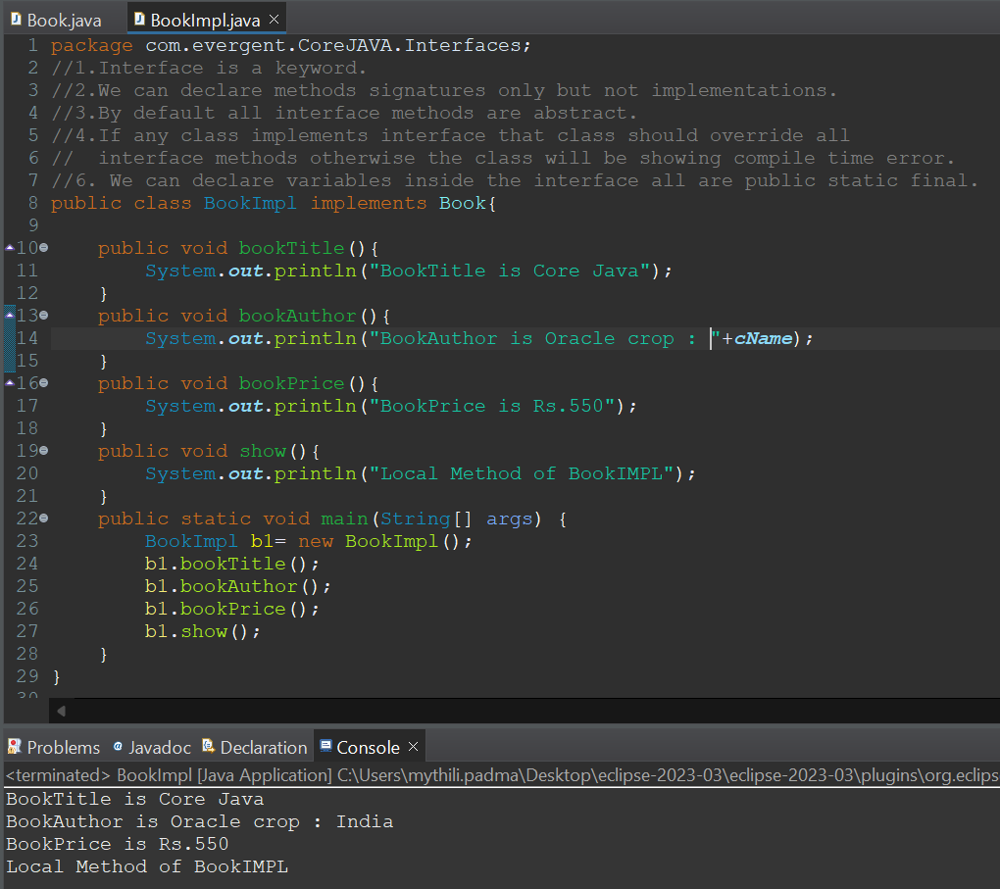 Book.java BookImpl.java
1 package com.evergent.CoreJAVA.Interfaces;
2 //1.Interface is a keyword.
3 //2.We can declare methods signatures only but not implementations.
4 //3.By default all interface methods are abstract.
5 //4.If any class implements interface that class should override all
6 //  interface methods otherwise the class will be showing compile time error.
7 //6. We can declare variables inside the interface all are public static final.
8 public class BookImpl implements Book{
9
10     public void bookTitle(){
11         System.out.println("BookTitle is Core Java");
12     }
13     public void bookAuthor(){
14         System.out.println("BookAuthor is Oracle crop : "+cName);
15     }
16     public void bookPrice(){
17         System.out.println("BookPrice is Rs.550");
18     }
19     public void show(){
20         System.out.println("Local Method of BookIMPL");
21     }
22     public static void main(String[] args) {
23         BookImpl b1= new BookImpl();
24         b1.bookTitle();
25         b1.bookAuthor();
26         b1.bookPrice();
27         b1.show();
28     }
29 }
30
Problems Javadoc Declaration Console
<terminated> BookImpl [Java Application] C:\Users\mythili.padma\Desktop\eclipse-2023-03\eclipse-2023-03\plugins\org.eclips
BookTitle is Core Java
BookAuthor is Oracle crop : India
BookPrice is Rs.550
Local Method of BookIMPL